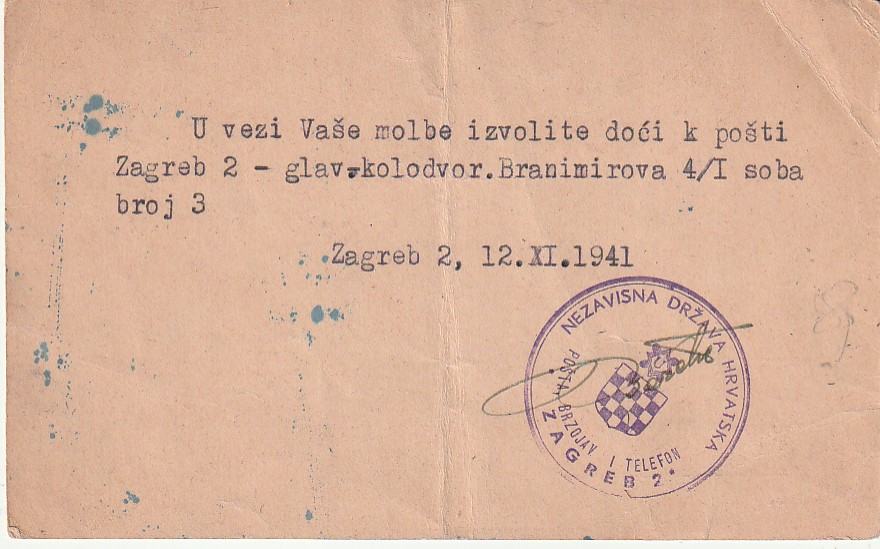 U vezi Vaše molbe izvolite doći k pošti
Zagreb 2 - glav.kolodvor.Branimirova 4/I soba
broj 3
Zagreb 2, 12.XI.1941
NEZAVISNA DRŽAVA HRVATSKA
POŠTA, BRZOJAV I TELEFON
ZAGREB 2